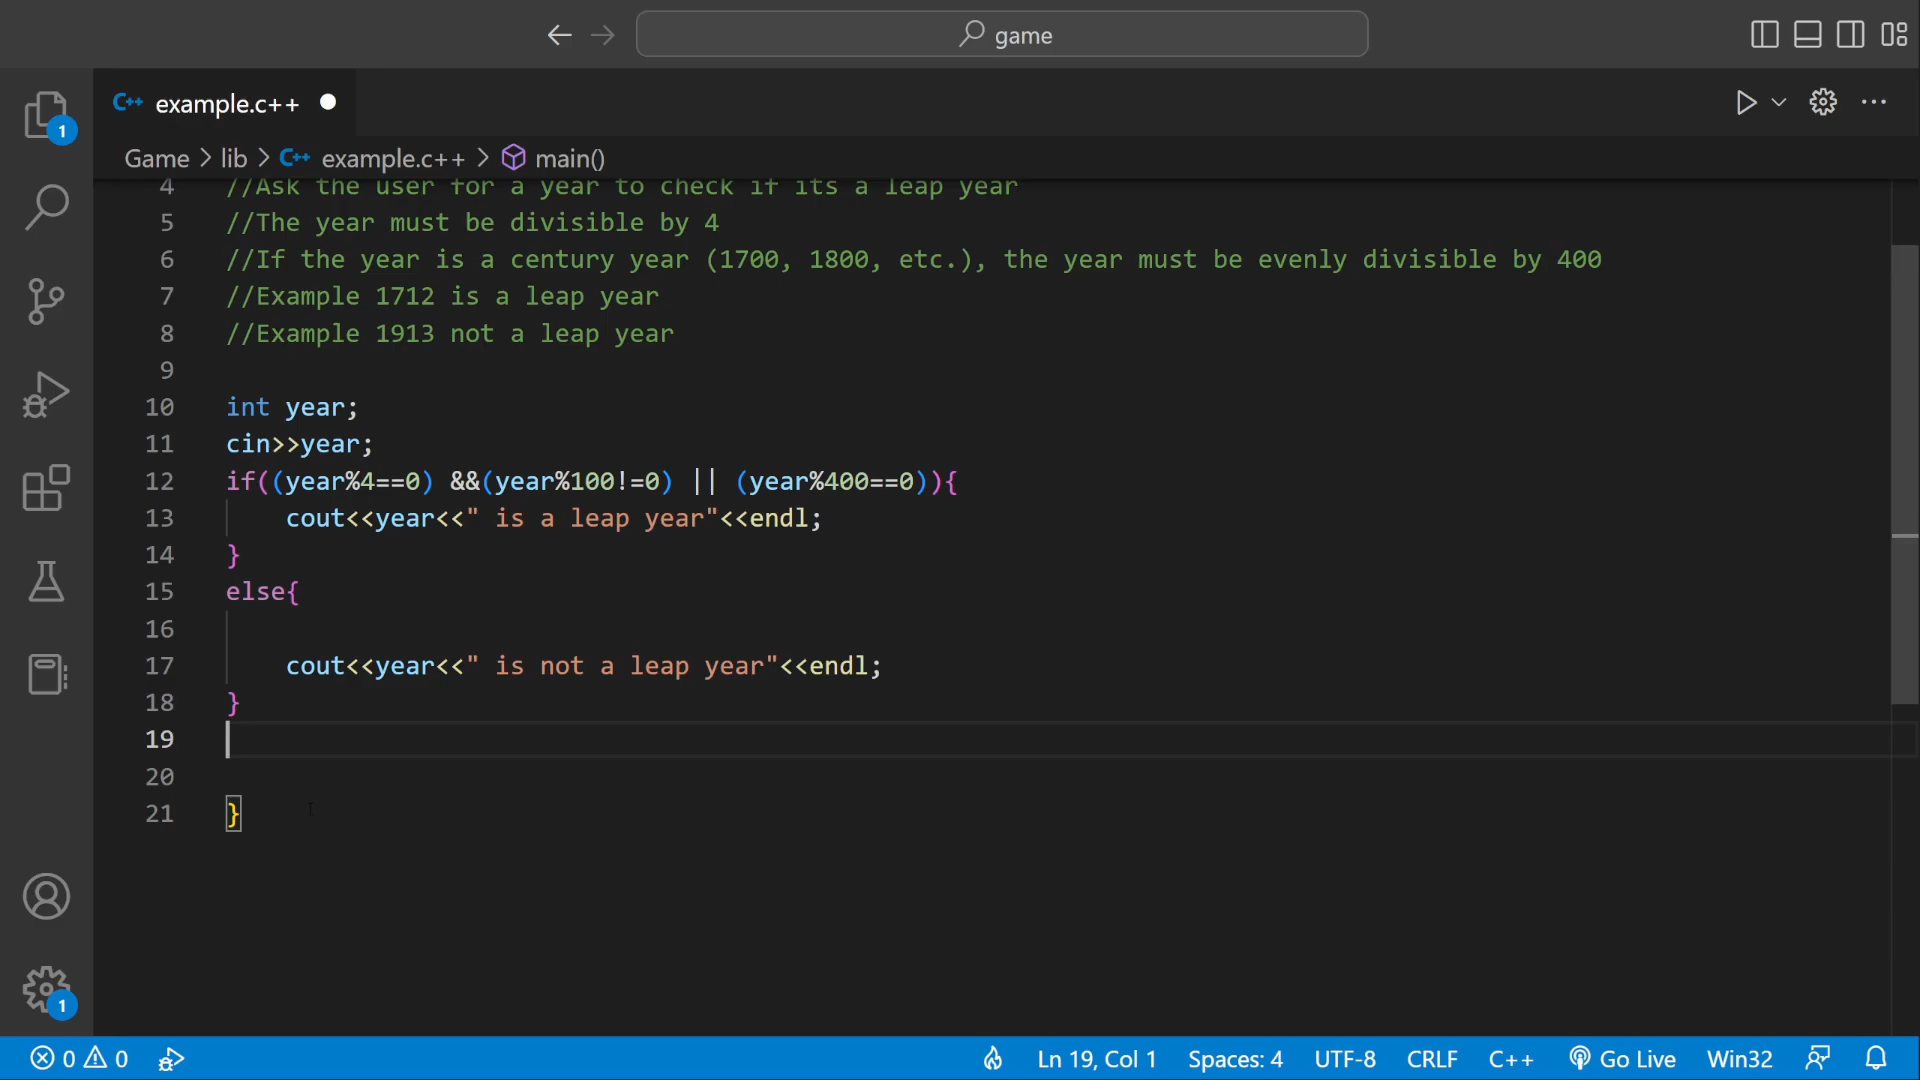 game
C++ example.c++
Game > lib > C++ example.c++ > main()
4 //Ask the user for a year to check if its a leap year
5 //The year must be divisible by 4
6 //If the year is a century year (1700, 1800, etc.), the year must be evenly divisible by 400
7 //Example 1712 is a leap year
8 //Example 1913 not a leap year
9
10 int year;
11 cin>>year;
12 if((year%4==0) &&(year%100!=0) || (year%400==0)){
13 cout<<year<<" is a leap year"<<endl;
14 }
15 else{
16
17 cout<<year<<" is not a leap year"<<endl;
18 }
19
20
21 }
1
1
0 0 Ln 19, Col 1 Spaces: 4 UTF-8 CRLF C++ Go Live Win32